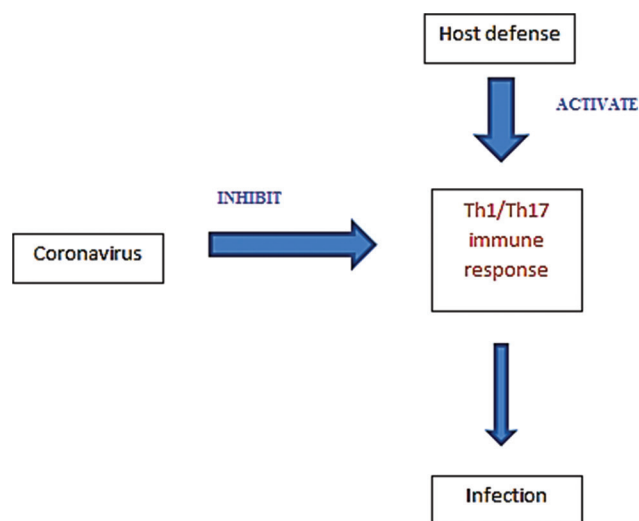 Host defense
ACTIVATE
INHIBIT
Th1/Th17
immune
response
Coronavirus
Infection